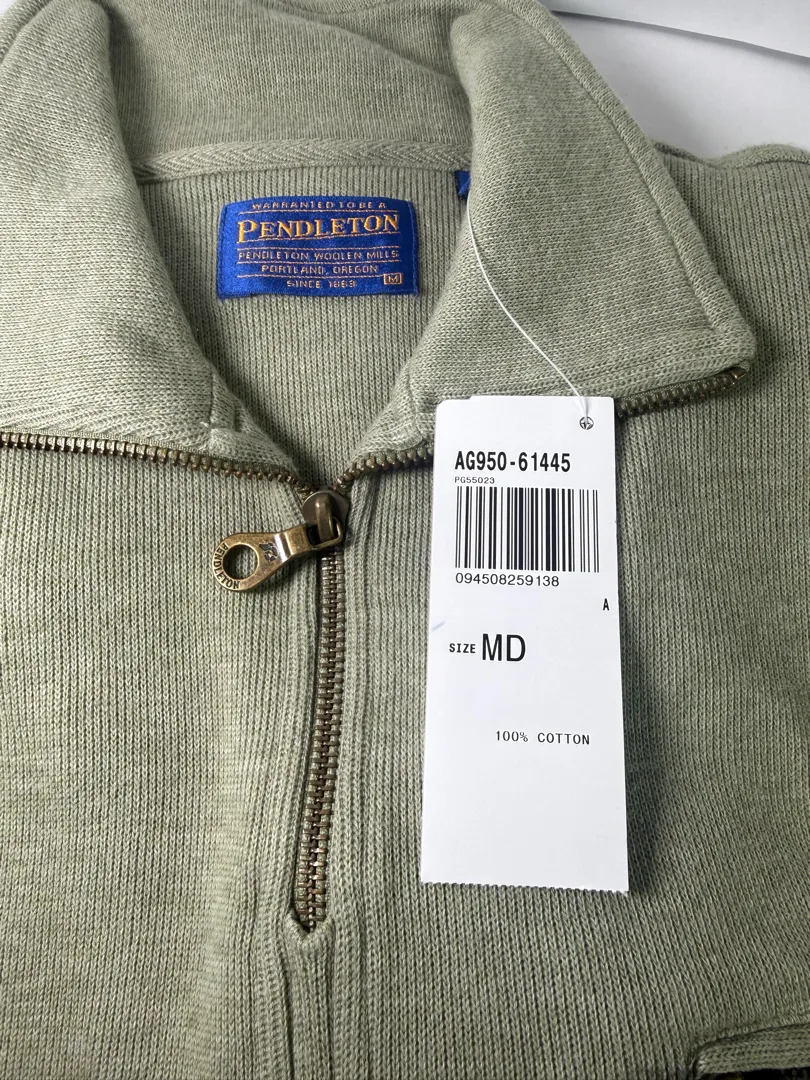 WARRANTED TO BE A
PENDLETON
PENDLETON WOOLEN MILLS
PORTLAND, OREGON
SINCE 1863
M
AG950-61445
PG55023
094508259138
A
SIZE MD
100% COTTON
PENDLETON